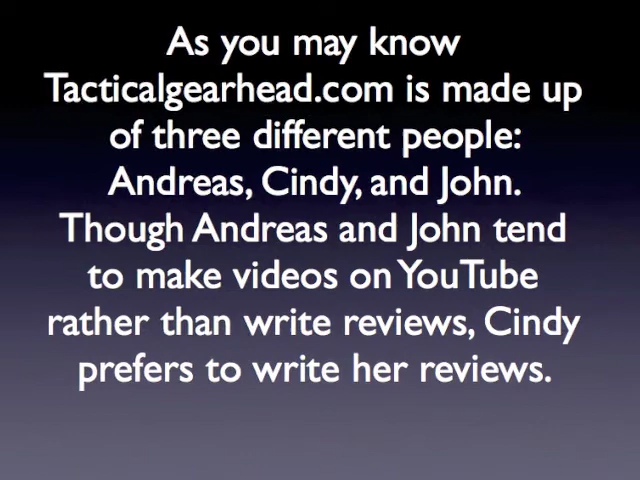 As you may know
Tacticalgearhead.com is made up
of three different people:
Andreas, Cindy, and John.
Though Andreas and John tend
to make videos on YouTube
rather than write reviews, Cindy
prefers to write her reviews.